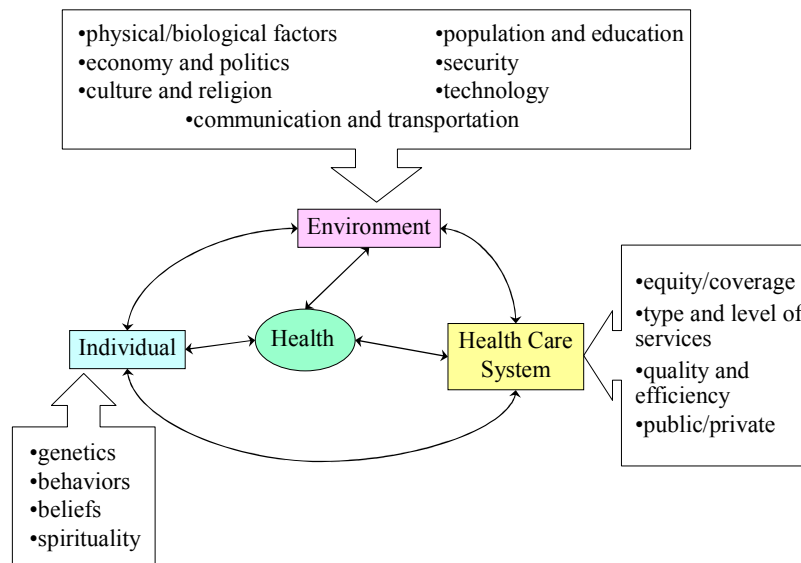 •physical/biological factors
•population and education
•economy and politics
•security
•culture and religion
•technology
•communication and transportation
Environment
•equity/coverage
•type and level of
services
•quality and
efficiency
•public/private
Health
Individual
Health Care
System
•genetics
•behaviors
•beliefs
•spirituality